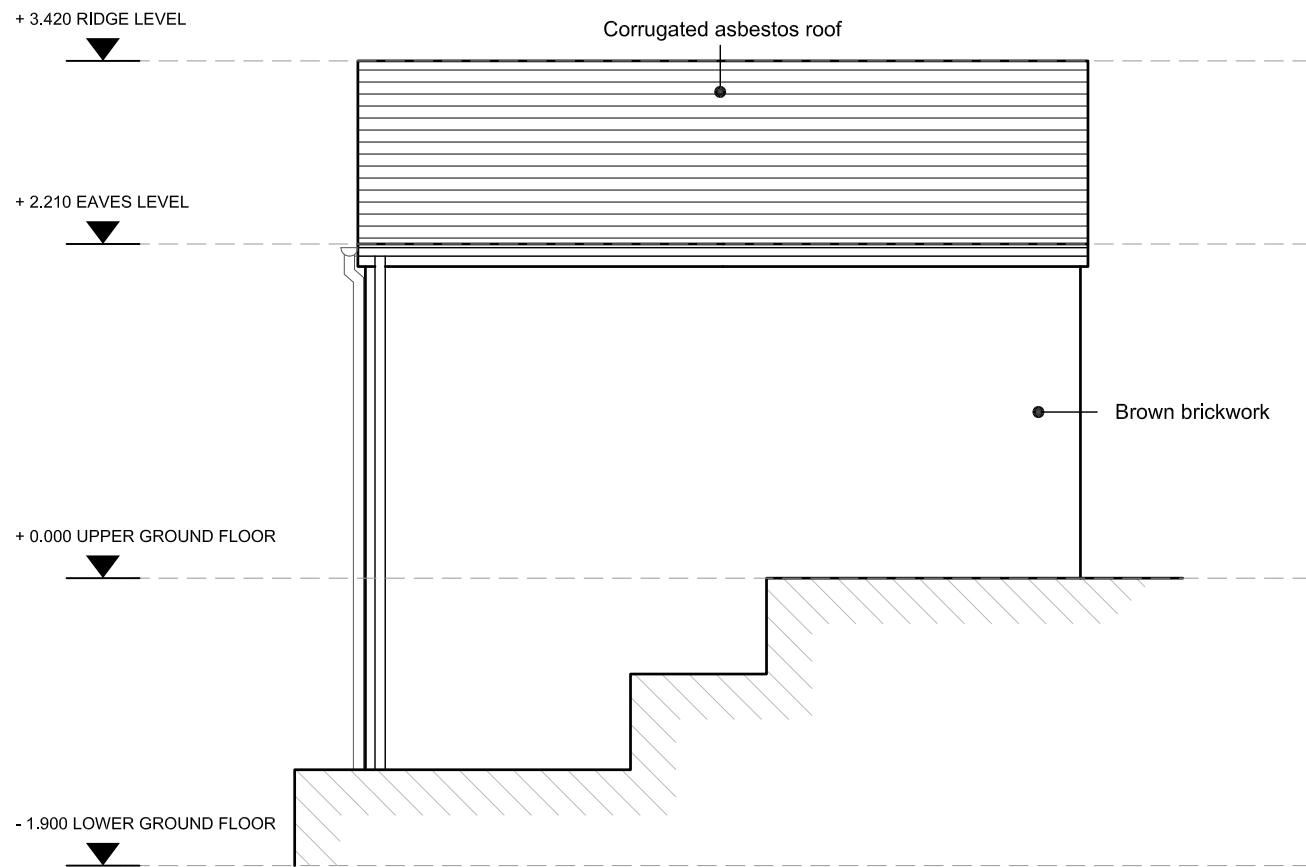 + 3.420 RIDGE LEVEL
Corrugated asbestos roof
+ 2.210 EAVES LEVEL
Brown brickwork
+ 0.000 UPPER GROUND FLOOR
- 1.900 LOWER GROUND FLOOR